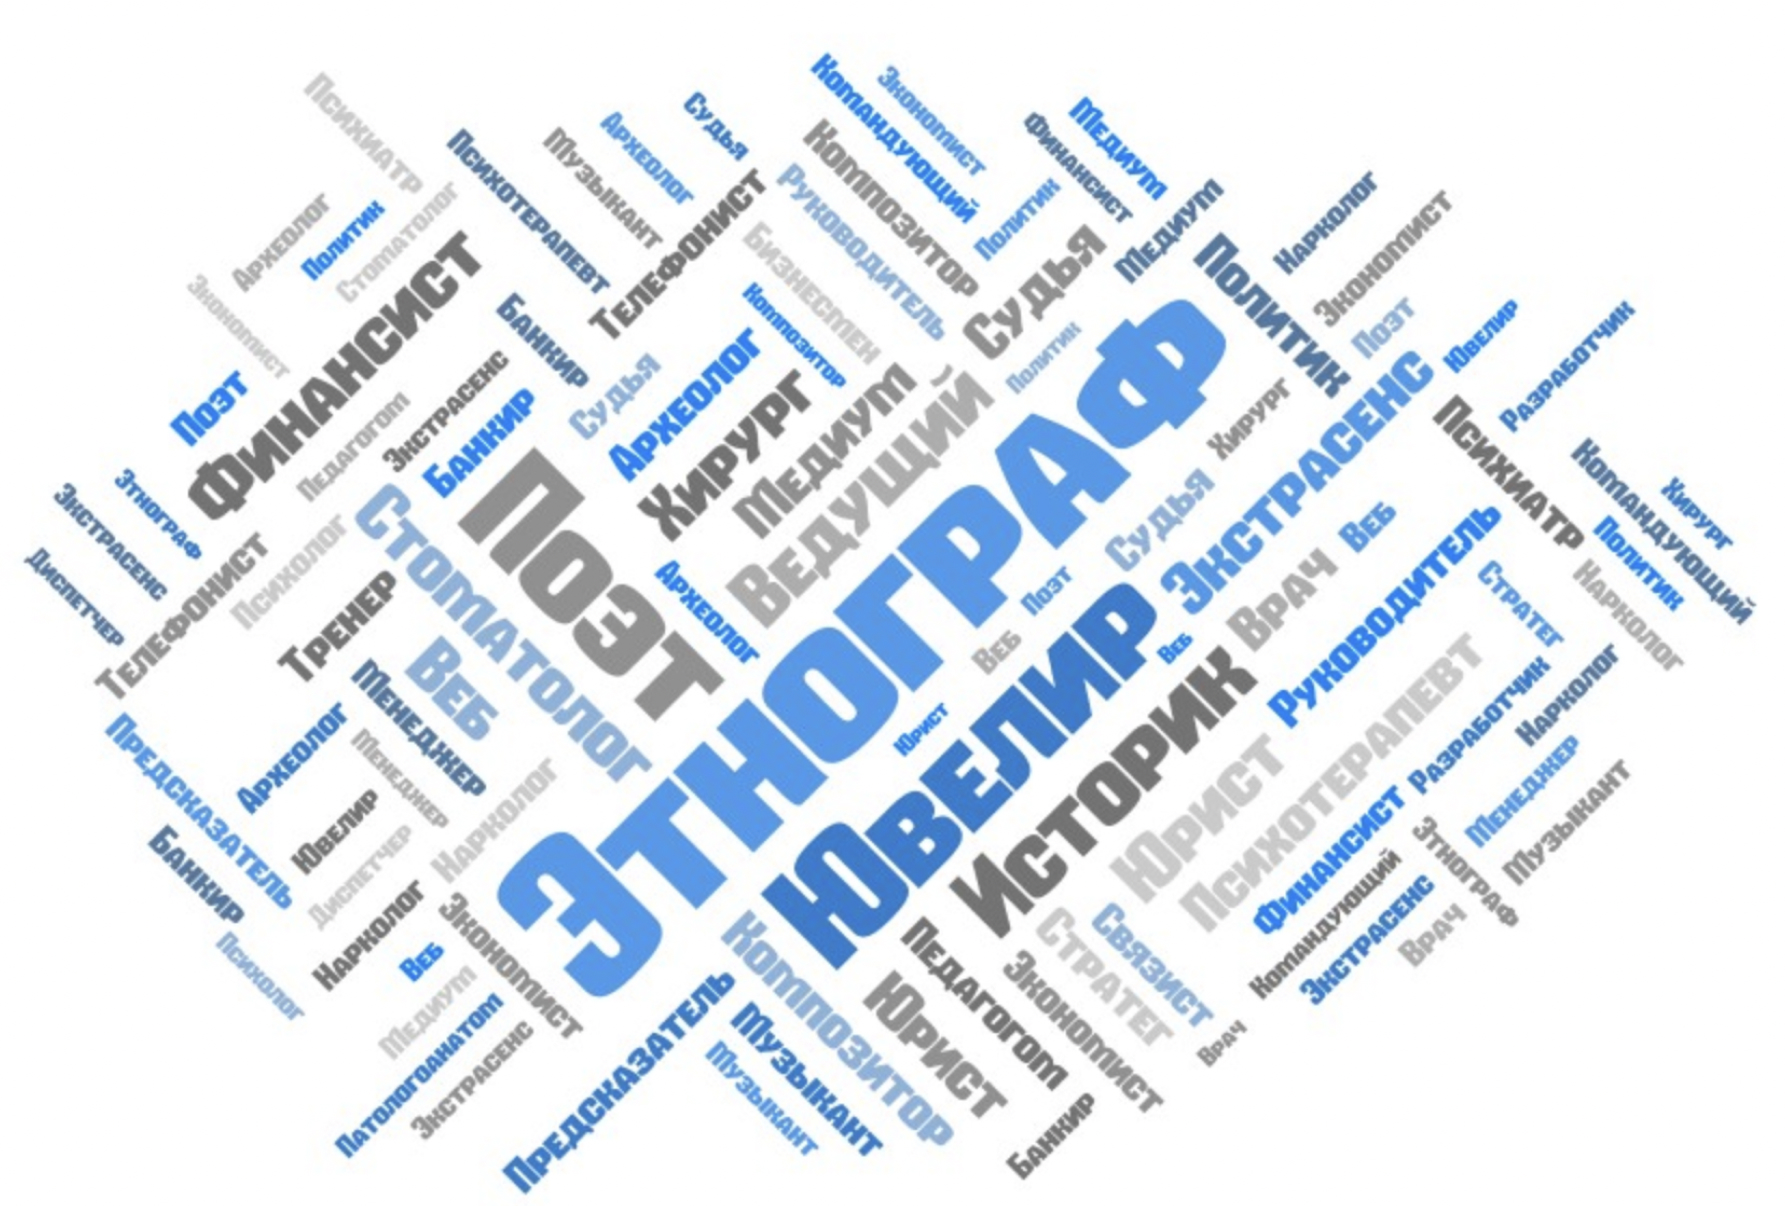 Командующий
Экономист
Психиатр
Судья
Медиум
Археолог
Финансист
Композитор
Психотерапевт
Музыкант
Руководитель
Телефонист
Политик
Медиум
Нарколог
Экономист
Археолог
Политик
Стоматолог
Бизнесмен
Судья
Политик
Финансист
Экономист
Банкир
Композитор
Политик
Поэт
Ювелир
Разработчик
Этнограф
Поэт
Экстрасенс
Педагогом
Банкир
Судья
Археолог
Хирург
Медиум
Ведущий
Хирург
Экстрасенс
Психиатр
Командующий
Хирург
Политик
Этнограф
Экстрасенс
Диспетчер
Телефонист
Психолог
Стоматолог
Поэт
Археолог
Судья
Веб
Поэт
Веб
Веб
Врач
Руководитель
Стратег
Нарколог
Тренер
Веб
Менеджер
Ювелир
Историк
Юрист
Юрист
Психотерапевт
Разработчик
Нарколог
Предсказатель
Археолог
Менеджер
Ювелир
Диспетчер
Нарколог
Финансист
Менеджер
Музыкант
Этнограф
Банкир
Психолог
Нарколог
Веб
Экономист
Медиум
Композитор
Педагогом
Стратег
Связист
Командующий
Экстрасенс
Врач
Патологоанатом
Экстрасенс
Предсказатель
Музыкант
Музыкант
Юрист
Экономист
Врач
Банкир